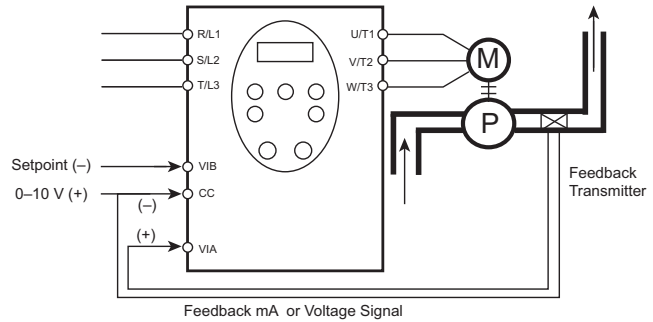 R/L1
S/L2
T/L3
U/T1
V/T2
W/T3
M
P
Setpoint (–)
0–10 V (+)
(–)
(+)
VIB
CC
VIA
Feedback
Transmitter
Feedback mA or Voltage Signal